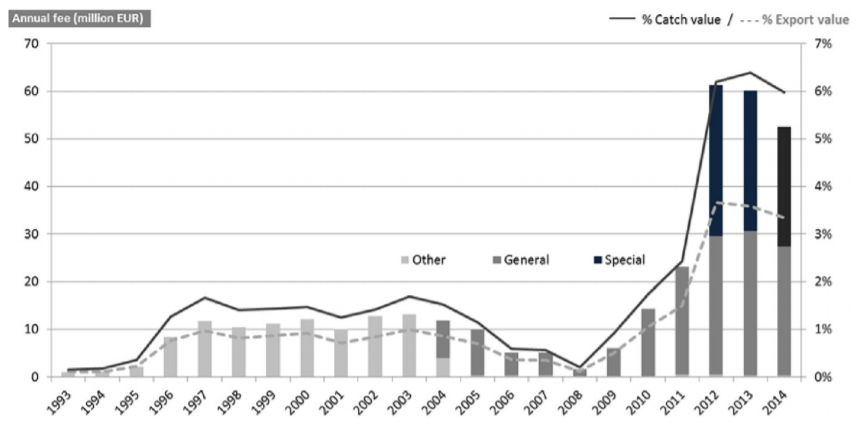 Annual fee (million EUR)
% Catch value / % Export value
70 7%
60 6%
50 5%
40 4%
30 3%
Other General Special
20 2%
10 1%
0 0%
1993 1994 1995 1996 1997 1998 1999 2000 2001 2002 2003 2004 2005 2006 2007 2008 2009 2010 2011 2012 2013 2014